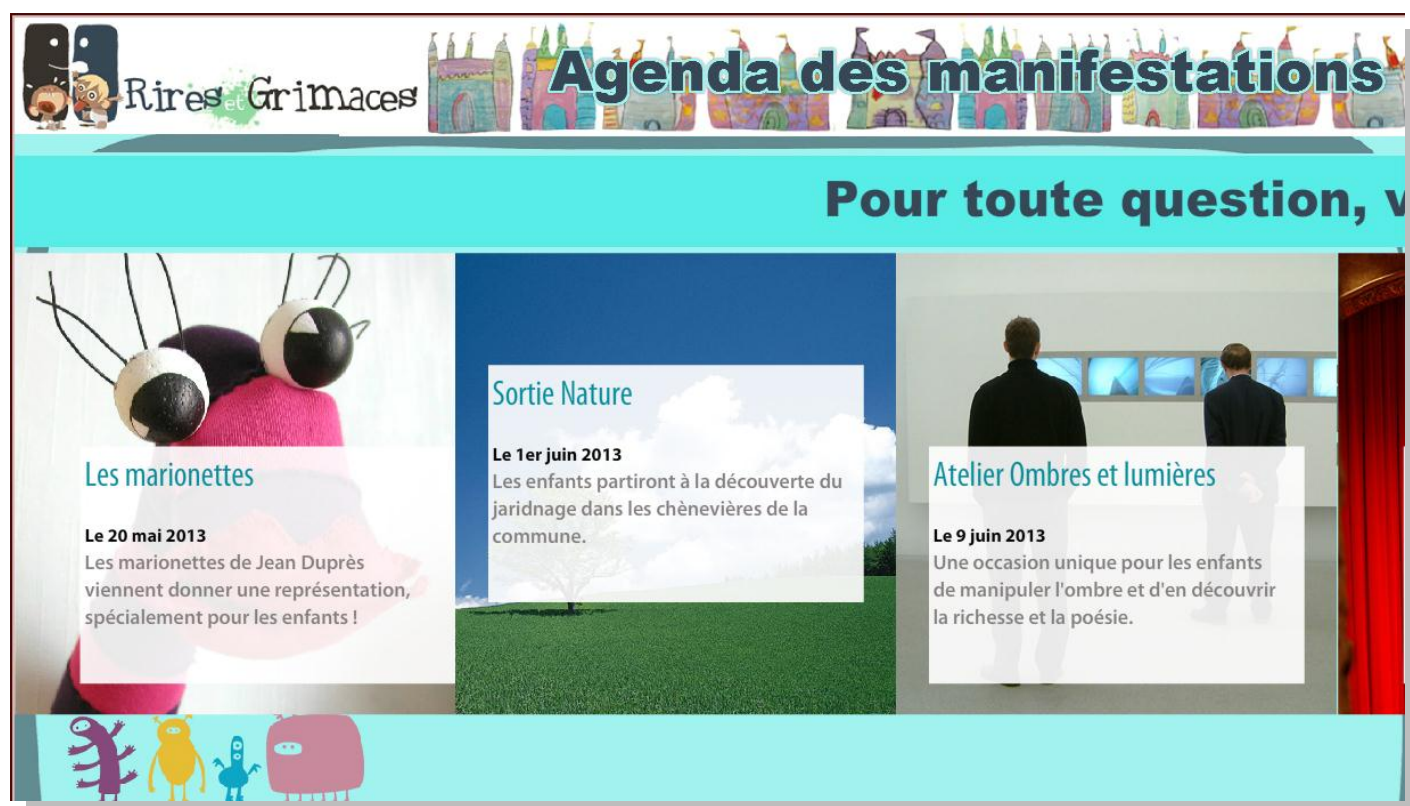 Rires et Grimaces
Agenda des manifestations
Pour toute question, v
Les marionettes
Le 20 mai 2013
Les marionettes de Jean Duprès
viennent donner une représentation,
spécialement pour les enfants !
Sortie Nature
Le 1er juin 2013
Les enfants partiront à la découverte du
jaridnage dans les chènevières de la
commune.
Atelier Ombres et lumières
Le 9 juin 2013
Une occasion unique pour les enfants
de manipuler l'ombre et d'en découvrir
la richesse et la poésie.